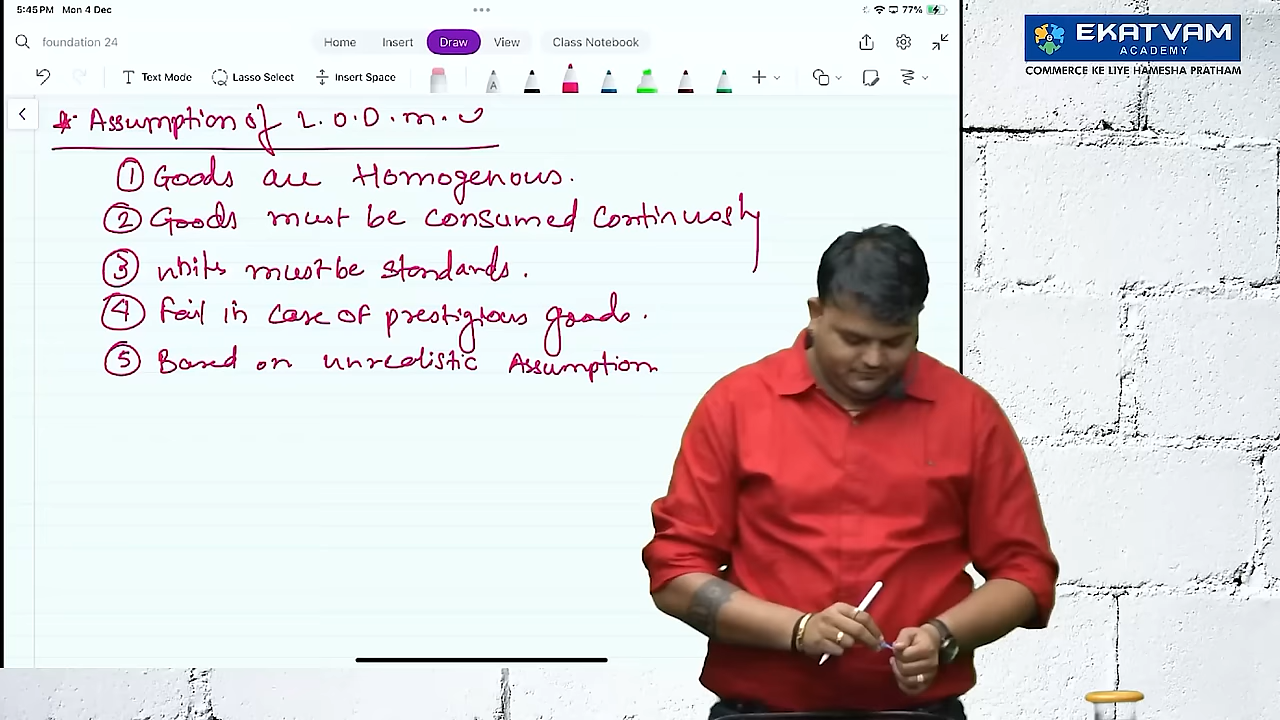 5:45 PM Mon 4 Dec
77%
foundation 24
Home Insert Draw View Class Notebook
Text Mode Lasso Select Insert Space
EKATVAM
ACADEMY
COMMERCE KE LIYE HAMESHA PRATHAM
* Assumption of L.O.D.M.U
① Goods are Homogenous.
② Goods must be consumed continuosly
③ units must be standards.
④ Fail in case of prestigious goods.
⑤ Based on unrealistic Assumption